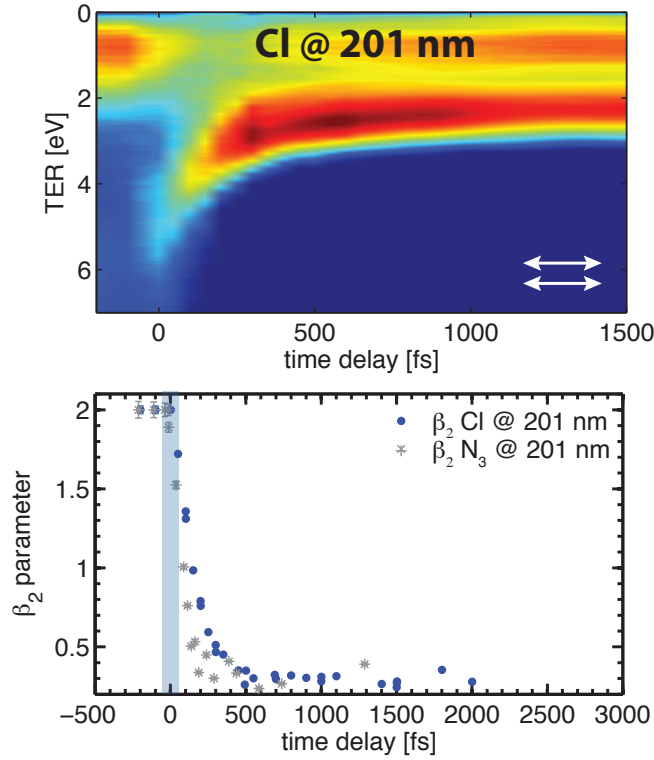 Cl @ 201 nm
0
2
4
6
TER [eV]
0
500
1000
1500
time delay [fs]
2
1.5
1
0.5
β₂ parameter
β₂ Cl @ 201 nm
β₂ N₃ @ 201 nm
−500
0
500
1000
1500
2000
2500
3000
time delay [fs]